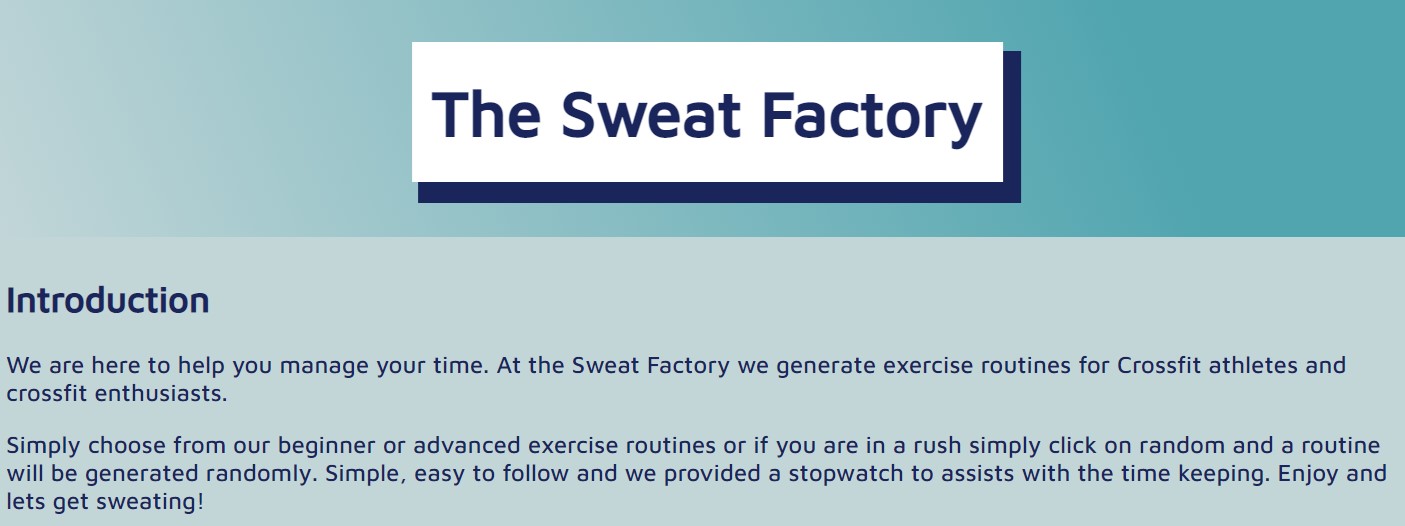 The Sweat Factory
Introduction
We are here to help you manage your time. At the Sweat Factory we generate exercise routines for Crossfit athletes and
crossfit enthusiasts.
Simply choose from our beginner or advanced exercise routines or if you are in a rush simply click on random and a routine
will be generated randomly. Simple, easy to follow and we provided a stopwatch to assists with the time keeping. Enjoy and
lets get sweating!